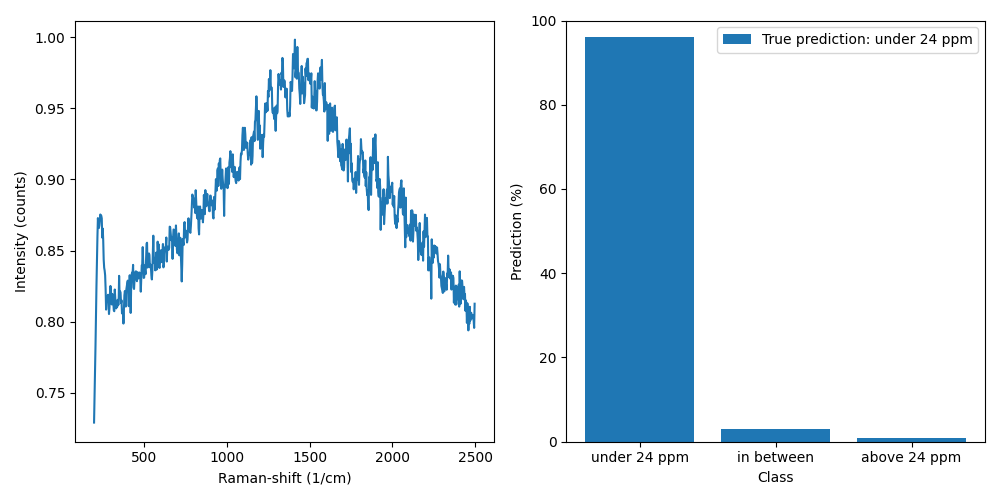 1.00
0.95
0.90
0.85
0.80
0.75
Intensity (counts)
500
1000
1500
2000
2500
Raman-shift (1/cm)
100
80
60
40
20
0
Prediction (%)
True prediction: under 24 ppm
under 24 ppm
in between
above 24 ppm
Class